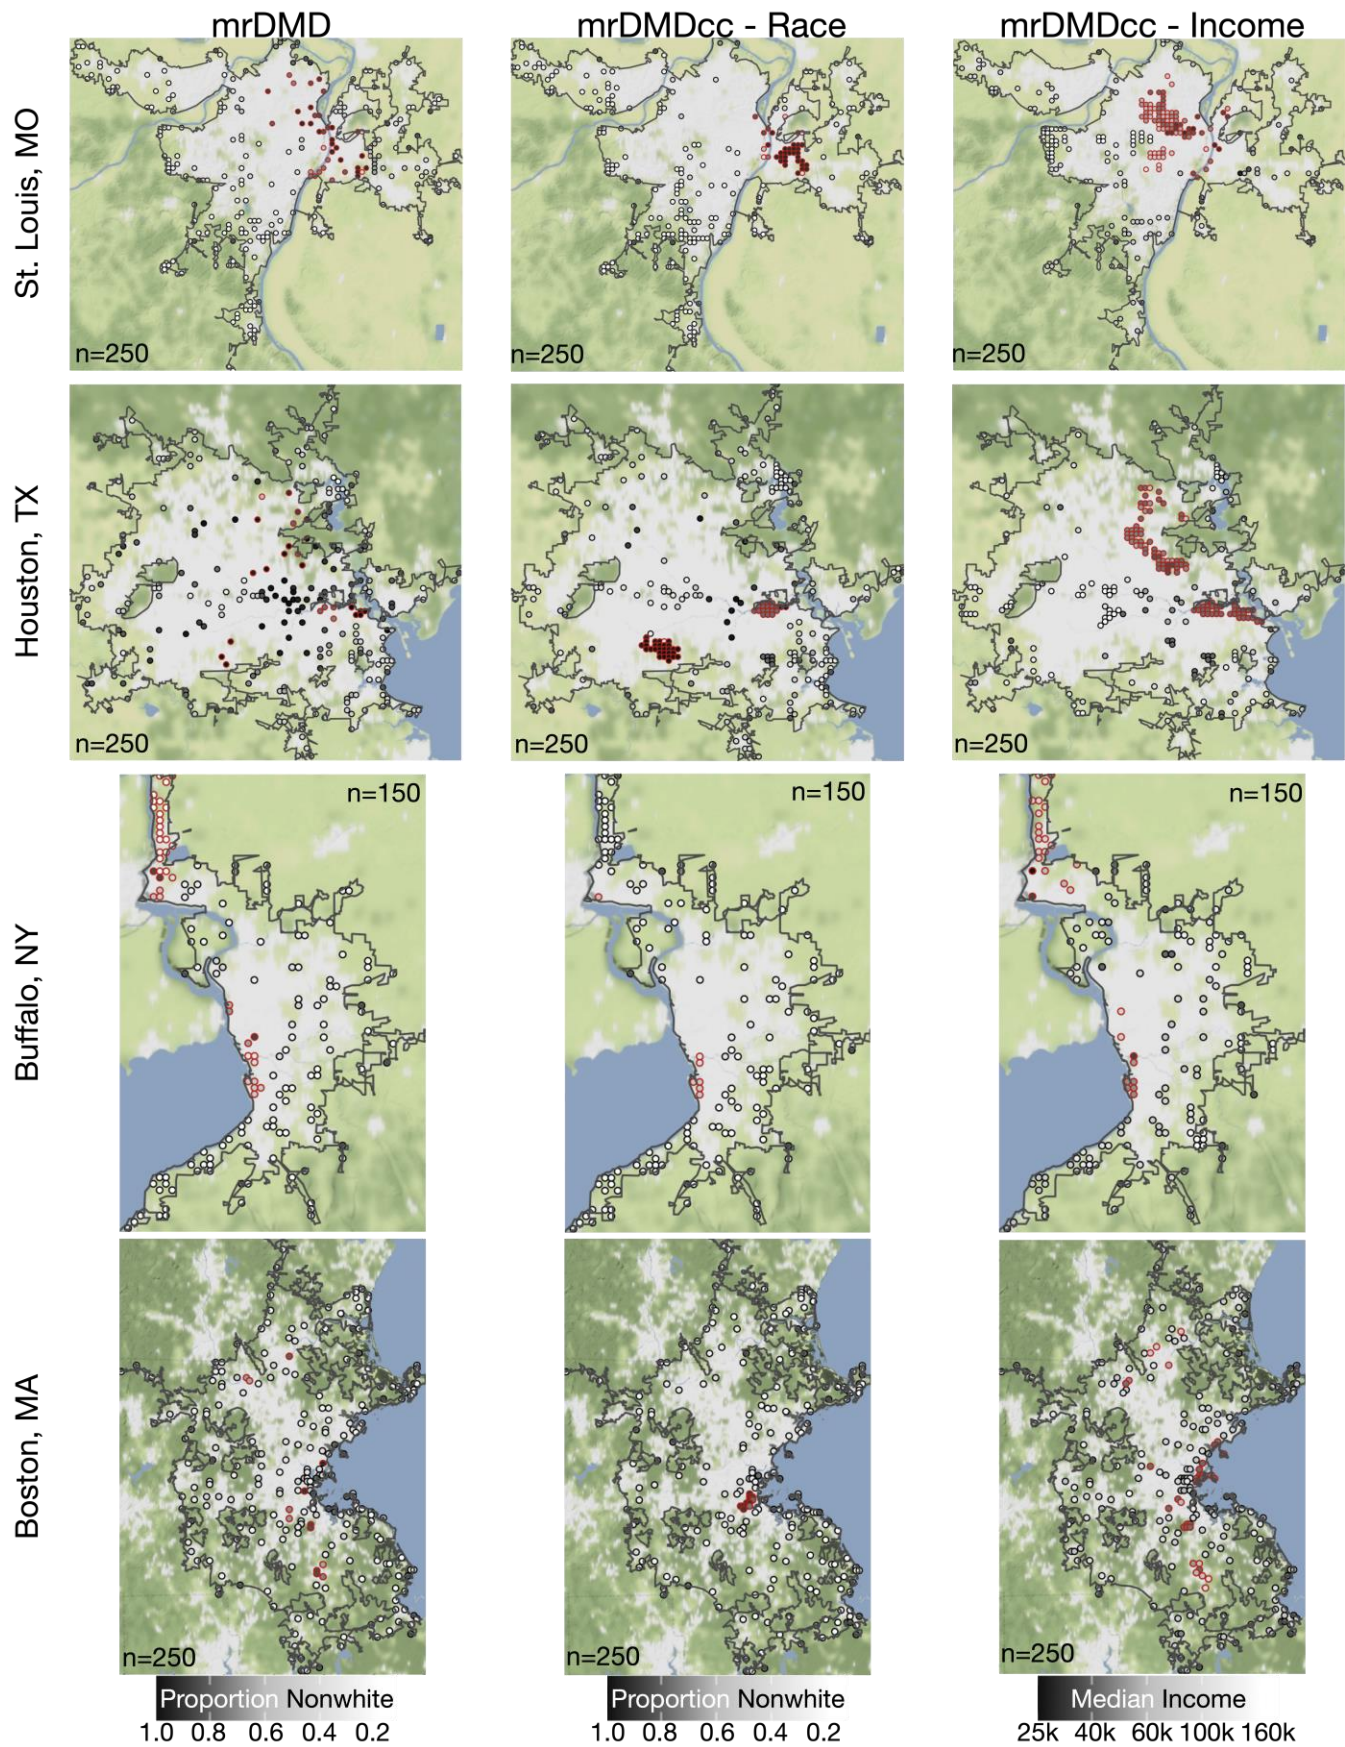 mrDMD
mrDMDcc - Race
mrDMDcc - Income
St. Louis, MO
n=250
n=250
n=250
Houston, TX
n=250
n=250
n=250
Buffalo, NY
n=150
n=150
n=150
Boston, MA
n=250
n=250
n=250
Proportion Nonwhite
1.0 0.8 0.6 0.4 0.2
Proportion Nonwhite
1.0 0.8 0.6 0.4 0.2
Median Income
25k 40k 60k 100k 160k